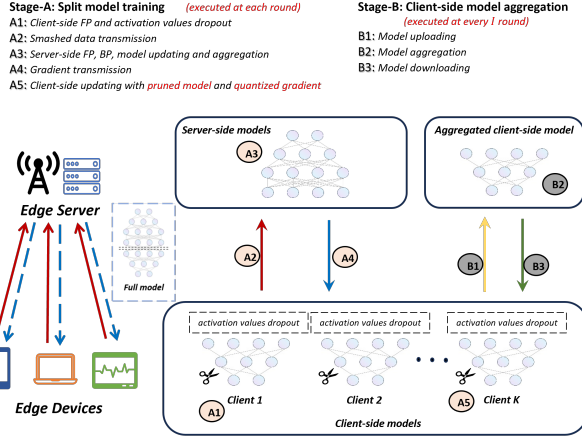 Stage-A: Split model training (executed at each round)
A1: Client-side FP and activation values dropout
A2: Smashed data transmission
A3: Server-side FP, BP, model updating and aggregation
A4: Gradient transmission
A5: Client-side updating with pruned model and quantized gradient
Stage-B: Client-side model aggregation
(executed at every I round)
B1: Model uploading
B2: Model aggregation
B3: Model downloading
Server-side models
A3
Aggregated client-side model
B2
Edge Server
Full model
A2
A4
B1
B3
activation values dropout
activation values dropout
activation values dropout
Client 1
Client 2
Client K
A1
A5
Edge Devices
Client-side models